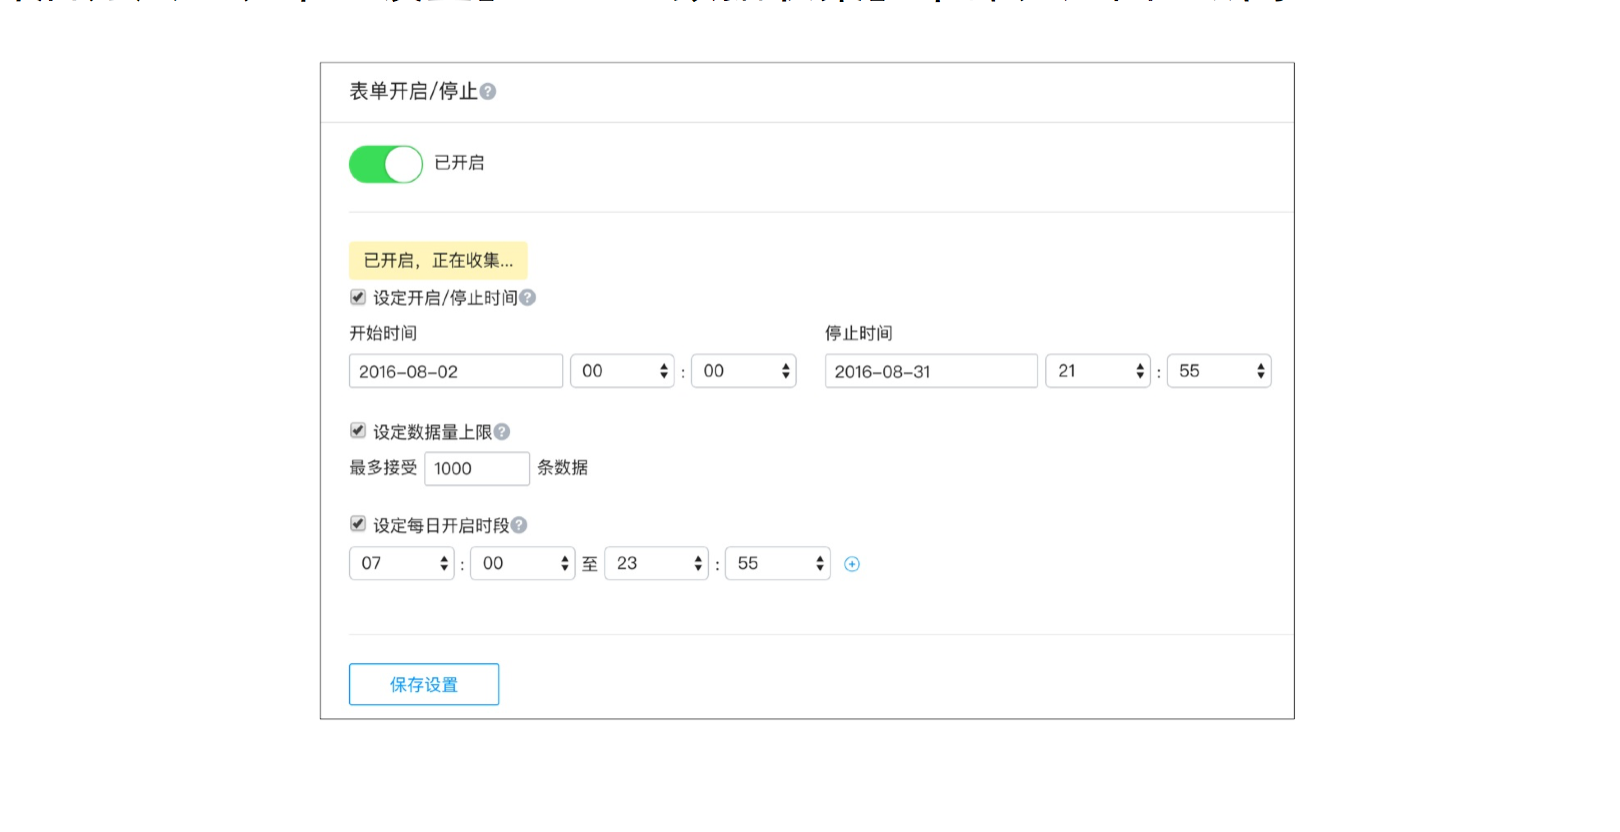 表单开启/停止?
已开启
已开启，正在收集...
设定开启/停止时间?
开始时间
停止时间
2016-08-02 00 : 00 2016-08-31 21 : 55
设定数据量上限?
最多接受 1000 条数据
设定每日开启时段?
07 : 00 至 23 : 55
保存设置